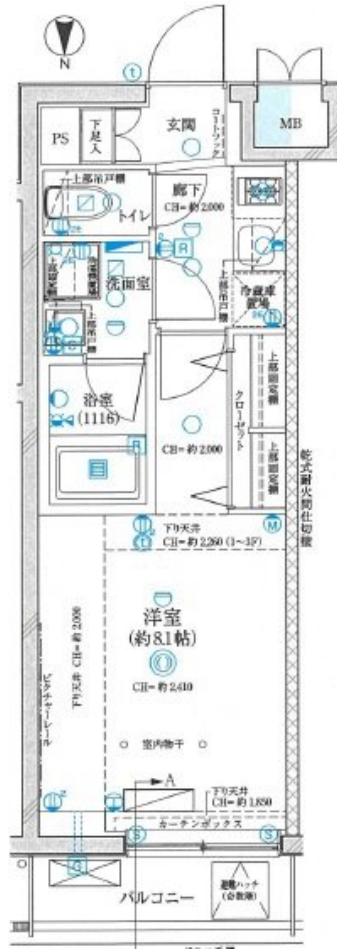 N
t
PS
下足入
玄関
コートフック
MB
上部吊戸棚
トイレ
廊下
CH=約2,000
R
洗面室
上部吊戸棚
冷蔵庫
置場
浴室
(1116)
R
CH=約2,000
クローゼット
上部固定棚
上部固定棚
乾式耐火間仕切壁
下り天井
CH=約2,260(1~3F)
M
t
下り天井 CH=約2,000
ピクチャーレール
洋室
(約8.1帖)
CH=約2,410
室内物干
A
下り天井
CH=約1,850
カーテンボックス
S
S
G
バルコニー
避難ハッチ
(奇数階)